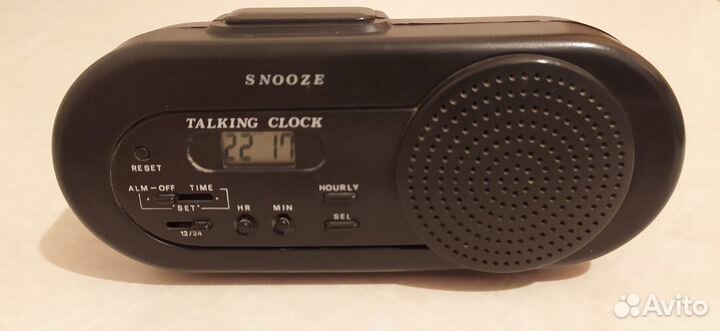 SNOOZE
TALKING CLOCK
22 17
RESET
ALM-OFF TIME
SET
12/24
HR MIN
HOURLY
SEL
Avito